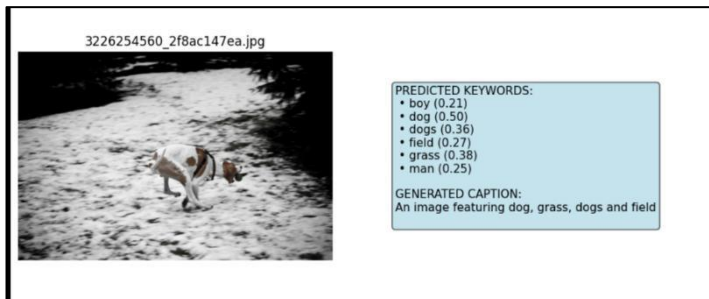 3226254560_2f8ac147ea.jpg
PREDICTED KEYWORDS:
• boy (0.21)
• dog (0.50)
• dogs (0.36)
• field (0.27)
• grass (0.38)
• man (0.25)
GENERATED CAPTION:
An image featuring dog, grass, dogs and field